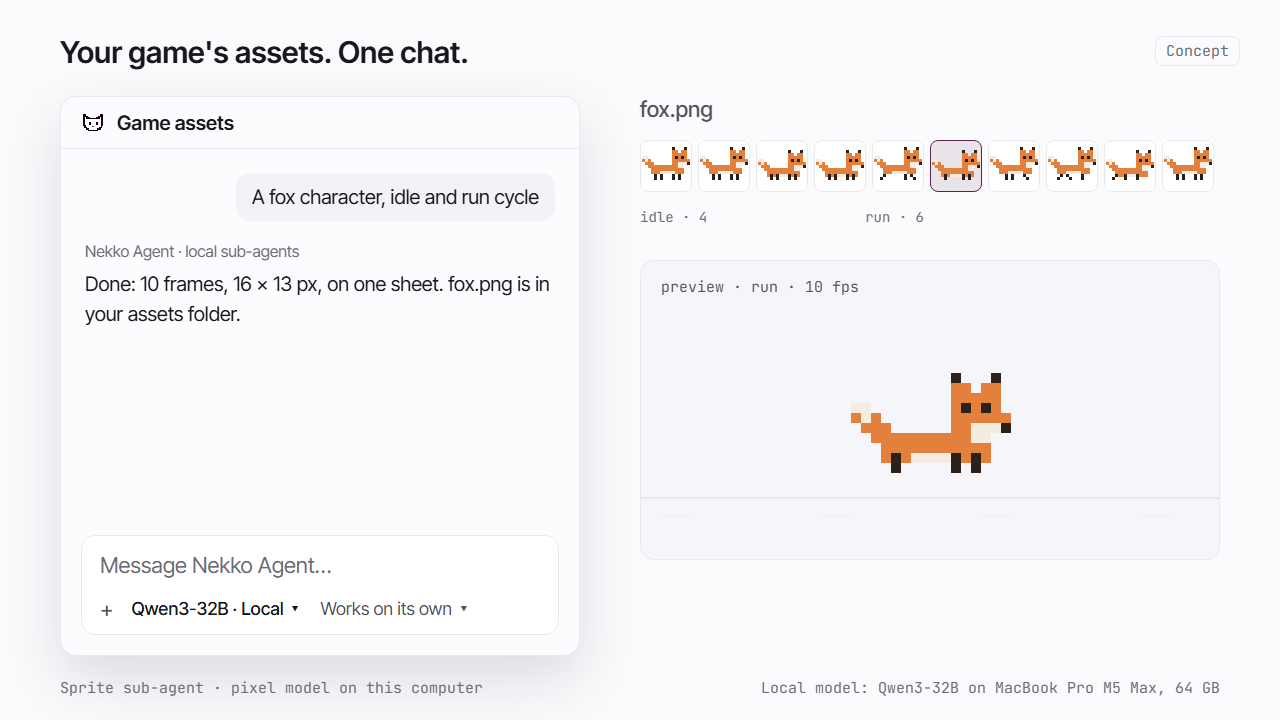 Your game's assets. One chat.
Concept
Game assets
A fox character, idle and run cycle
Nekko Agent · local sub-agents
Done: 10 frames, 16 × 13 px, on one sheet. fox.png is in
your assets folder.
Message Nekko Agent...
+ Qwen3-32B · Local ▾ Works on its own ▾
fox.png
idle · 4
run · 6
preview · run · 10 fps
Sprite sub-agent · pixel model on this computer
Local model: Qwen3-32B on MacBook Pro M5 Max, 64 GB